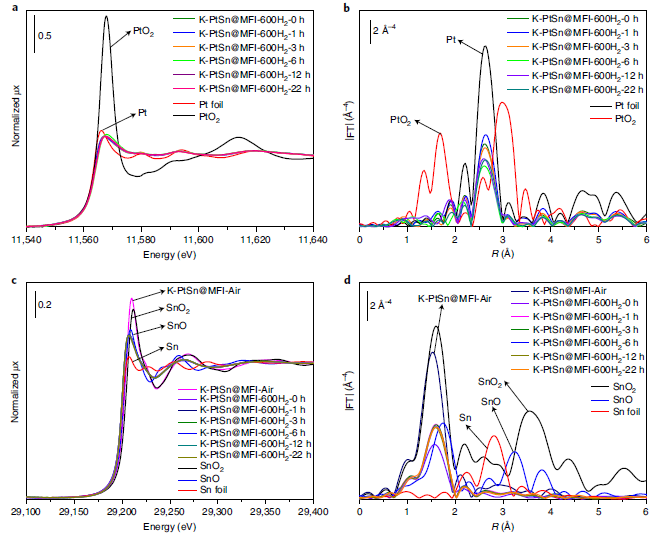 a
0.5
PtO2
Pt
K-PtSn@MFI-600H2-0 h
K-PtSn@MFI-600H2-1 h
K-PtSn@MFI-600H2-3 h
K-PtSn@MFI-600H2-6 h
K-PtSn@MFI-600H2-12 h
K-PtSn@MFI-600H2-22 h
Pt foil
PtO2
Normalized μx
11,540
11,560
11,580
11,600
11,620
11,640
Energy (eV)
b
2 Å–4
Pt
PtO2
K-PtSn@MFI-600H2-0 h
K-PtSn@MFI-600H2-1 h
K-PtSn@MFI-600H2-3 h
K-PtSn@MFI-600H2-6 h
K-PtSn@MFI-600H2-12 h
K-PtSn@MFI-600H2-22 h
Pt foil
PtO2
|FT| (Å–4)
0
1
2
3
4
5
6
R (Å)
c
0.2
K-PtSn@MFI-Air
SnO2
SnO
Sn
K-PtSn@MFI-Air
K-PtSn@MFI-600H2-0 h
K-PtSn@MFI-600H2-1 h
K-PtSn@MFI-600H2-3 h
K-PtSn@MFI-600H2-6 h
K-PtSn@MFI-600H2-12 h
K-PtSn@MFI-600H2-22 h
SnO2
SnO
Sn foil
Normalized μx
29,100
29,200
29,250
29,300
29,350
29,400
Energy (eV)
d
2 Å–4
K-PtSn@MFI-Air
SnO2
SnO
Sn
K-PtSn@MFI-Air
K-PtSn@MFI-600H2-0 h
K-PtSn@MFI-600H2-1 h
K-PtSn@MFI-600H2-3 h
K-PtSn@MFI-600H2-6 h
K-PtSn@MFI-600H2-12 h
K-PtSn@MFI-600H2-22 h
SnO2
SnO
Sn foil
|FT| (Å–4)
0
1
2
3
4
5
6
R (Å)